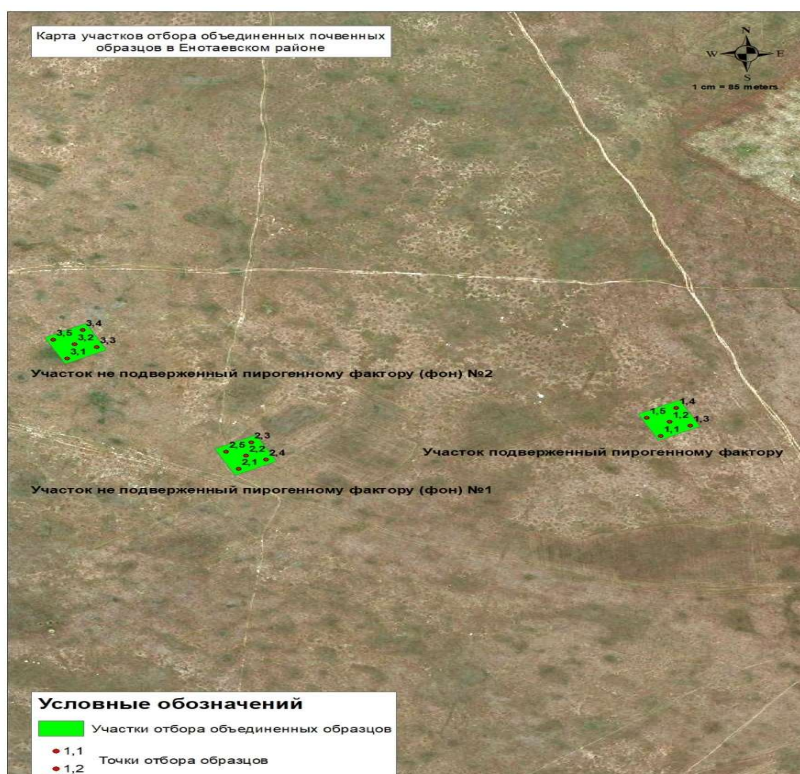 Карта участков отбора объединенных почвенных
образцов в Енотаевском районе
N
W E
S
1 cm = 85 meters
3,4
3,5
3,2
3,3
3,1
Участок не подверженный пирогенному фактору (фон) №2
1,4
1,5
1,2
1,3
1,1
Участок подверженный пирогенному фактору
2,3
2,5
2,2
2,4
2,1
Участок не подверженный пирогенному фактору (фон) №1
Условные обозначений
Участки отбора объединенных образцов
1,1
Точки отбора образцов
1,2